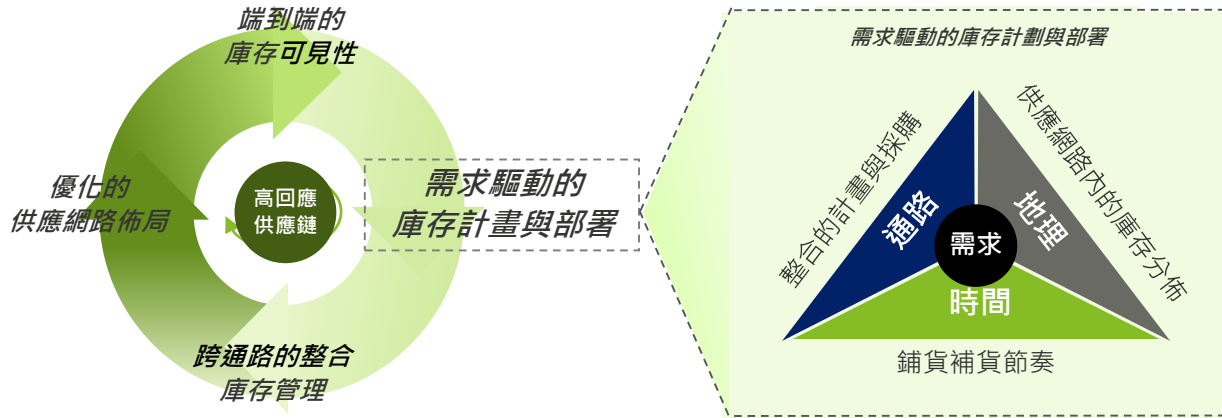 端到端的
庫存可見性
優化的
供應網路佈局
高回應
供應鏈
需求驅動的
庫存計劃與部署
跨通路的整合
庫存管理
需求驅動的庫存計劃與部署
整合的計畫與採購
供應網路內的庫存分佈
通路
地理
需求
時間
鋪貨補貨節奏